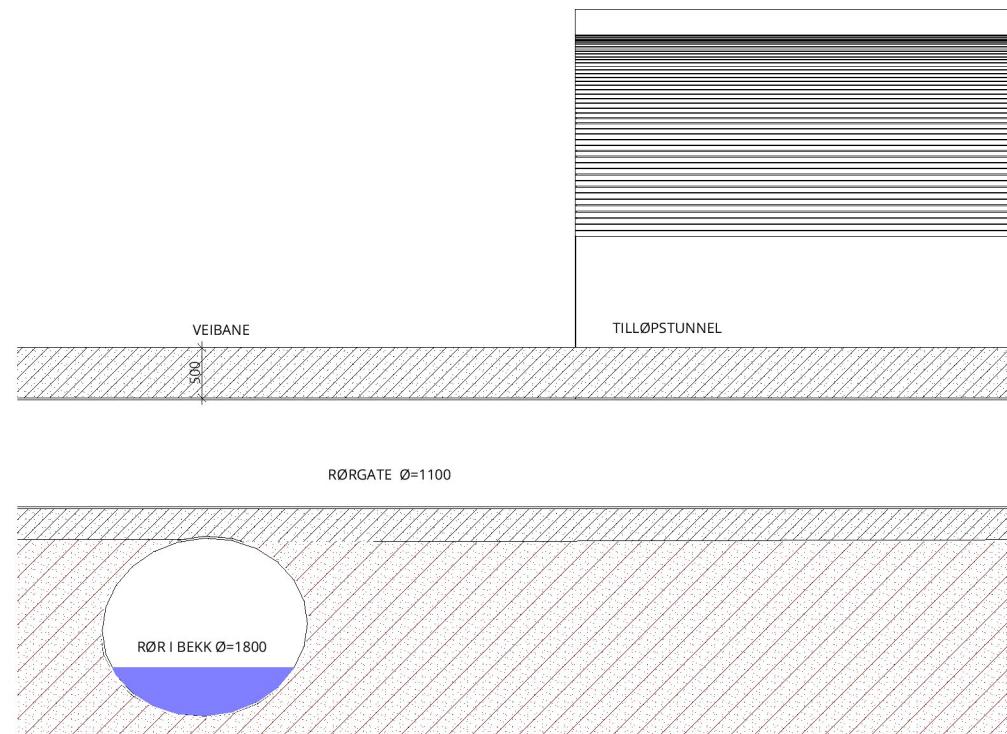 VEIBANE
TILLØPSTUNNEL
500
RØRGATE Ø=1100
RØR I BEKK Ø=1800